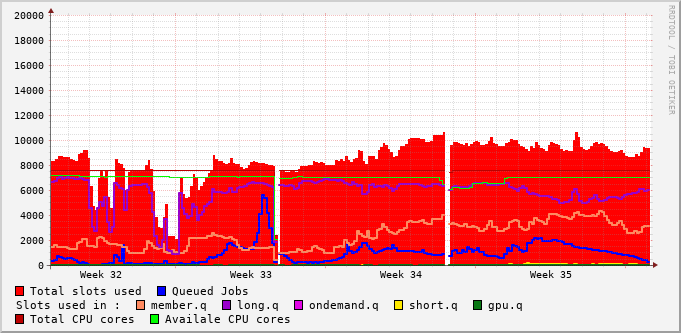 20000
18000
16000
14000
12000
10000
8000
6000
4000
2000
0
Week 32 Week 33 Week 34 Week 35
Total slots used Queued Jobs
Slots used in : member.q long.q ondemand.q short.q gpu.q
Total CPU cores Availale CPU cores
RRDTOOL / TOBI OETIKER